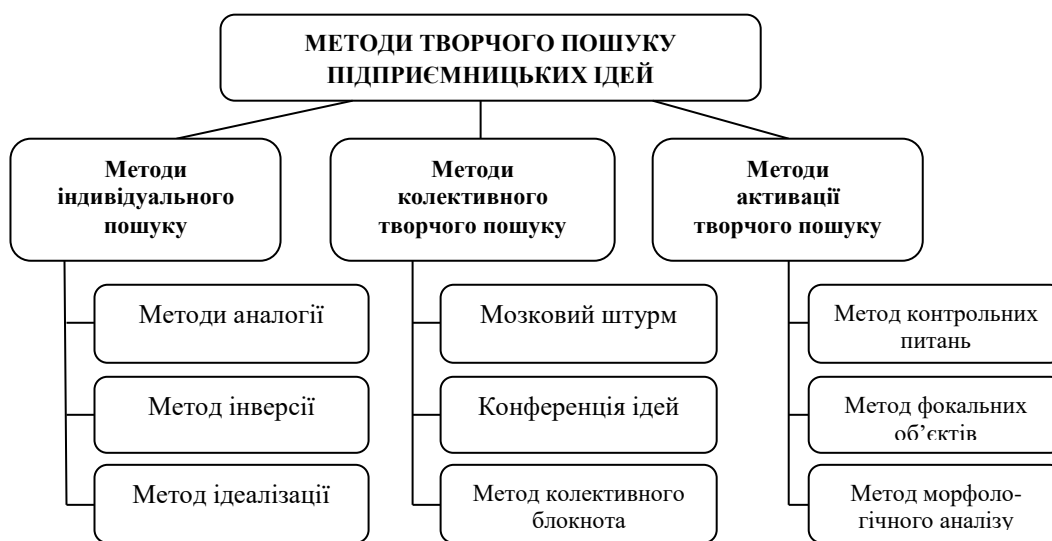 МЕТОДИ ТВОРЧОГО ПОШУКУ
ПІДПРИЄМНИЦЬКИХ ІДЕЙ
Методи
індивідуального
пошуку
Методи
колективного
творчого пошуку
Методи
активації
творчого пошуку
Методи аналогії
Мозковий штурм
Метод контрольних
питань
Метод інверсії
Конференція ідей
Метод фокальних
об’єктів
Метод ідеалізації
Метод колективного
блокнота
Метод морфоло-
гічного аналізу